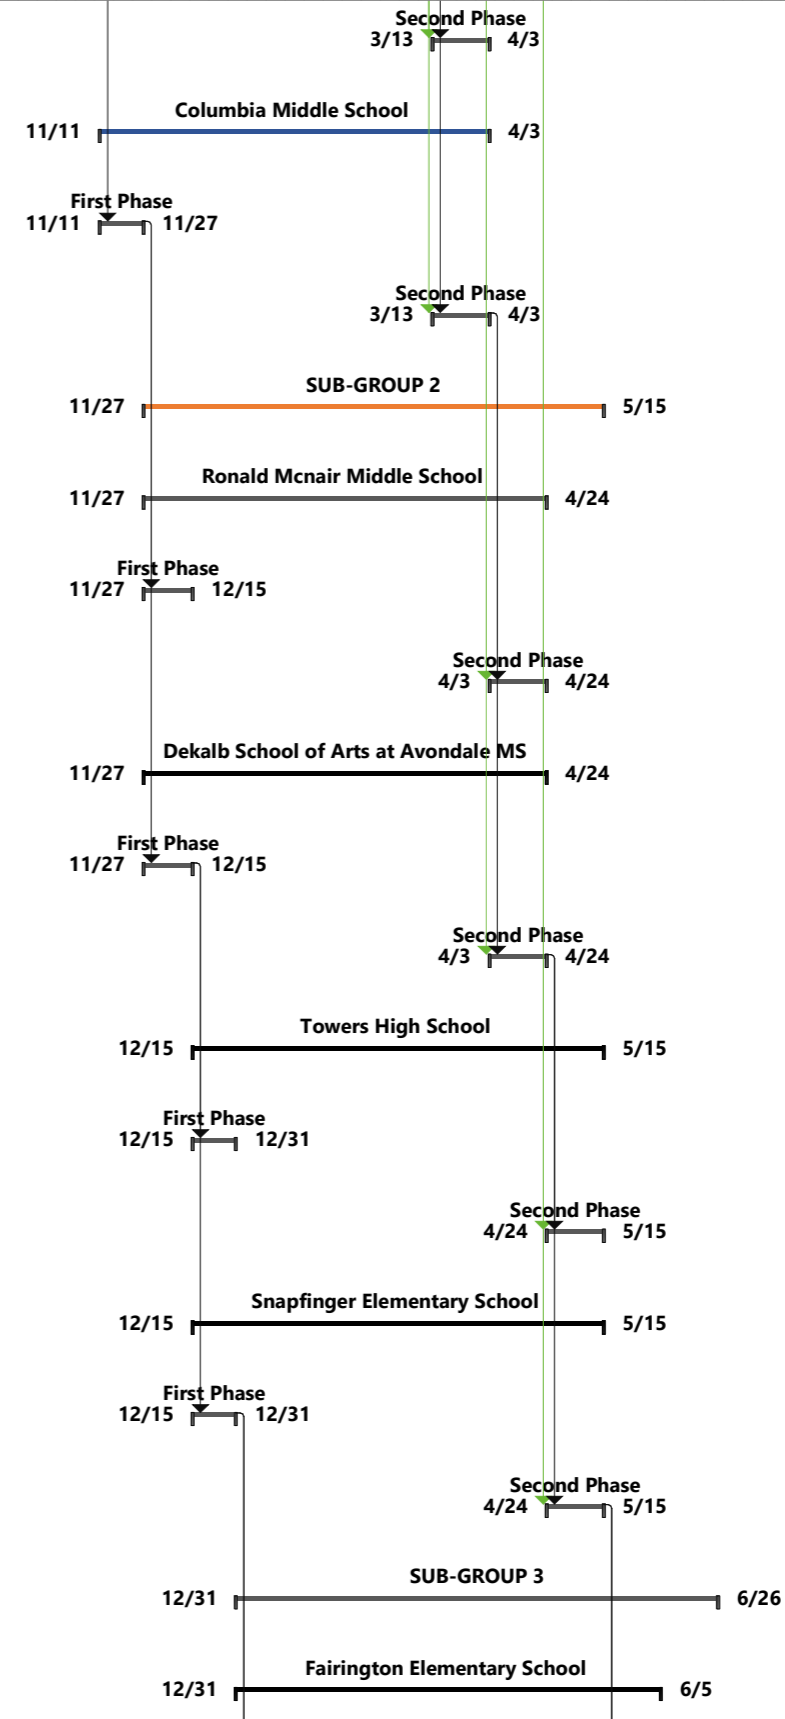 Second Phase
3/13 4/3
Columbia Middle School
11/11 4/3
First Phase
11/11 11/27
Second Phase
3/13 4/3
SUB-GROUP 2
11/27 5/15
Ronald Mcnair Middle School
11/27 4/24
First Phase
11/27 12/15
Second Phase
4/3 4/24
Dekalb School of Arts at Avondale MS
11/27 4/24
First Phase
11/27 12/15
Second Phase
4/3 4/24
Towers High School
12/15 5/15
First Phase
12/15 12/31
Second Phase
4/24 5/15
Snapfinger Elementary School
12/15 5/15
First Phase
12/15 12/31
Second Phase
4/24 5/15
SUB-GROUP 3
12/31 6/26
Fairington Elementary School
12/31 6/5